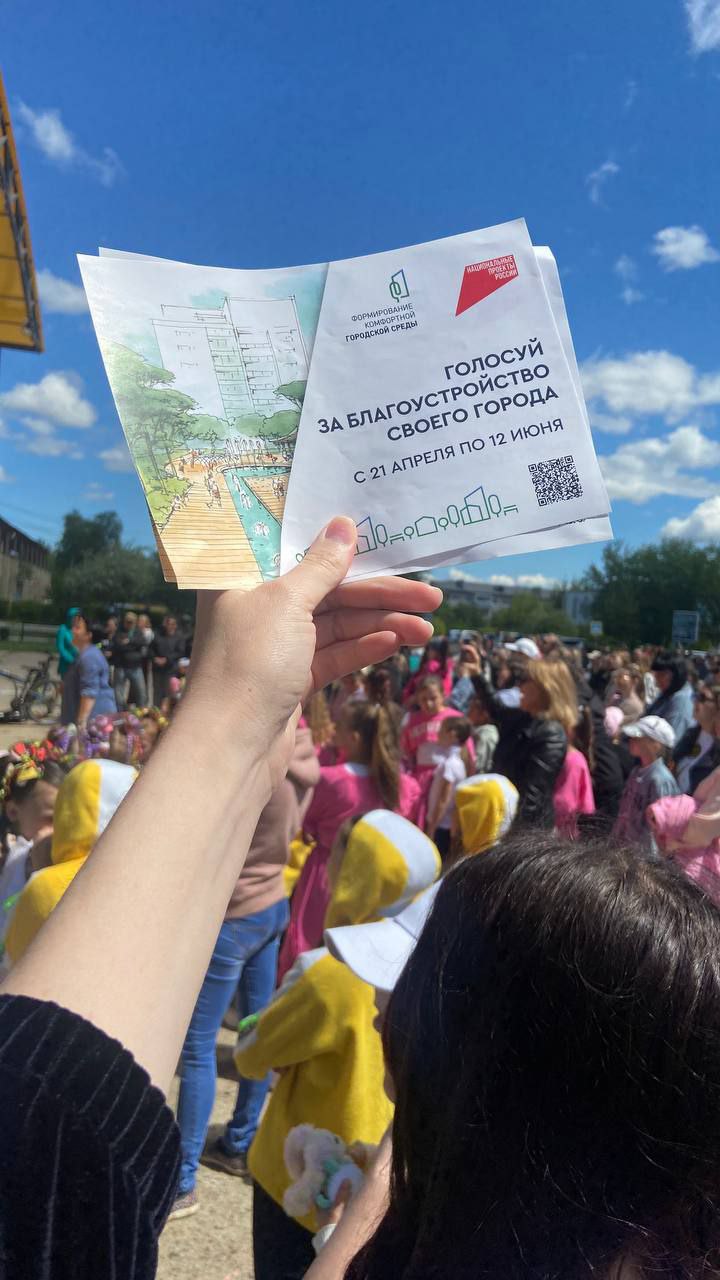 ФОРМИРОВАНИЕ
КОМФОРТНОЙ
ГОРОДСКОЙ СРЕДЫ
НАЦИОНАЛЬНЫЕ
ПРОЕКТЫ
РОССИИ
ГОЛОСУЙ
ЗА БЛАГОУСТРОЙСТВО
СВОЕГО ГОРОДА
С 21 АПРЕЛЯ ПО 12 ИЮНЯ